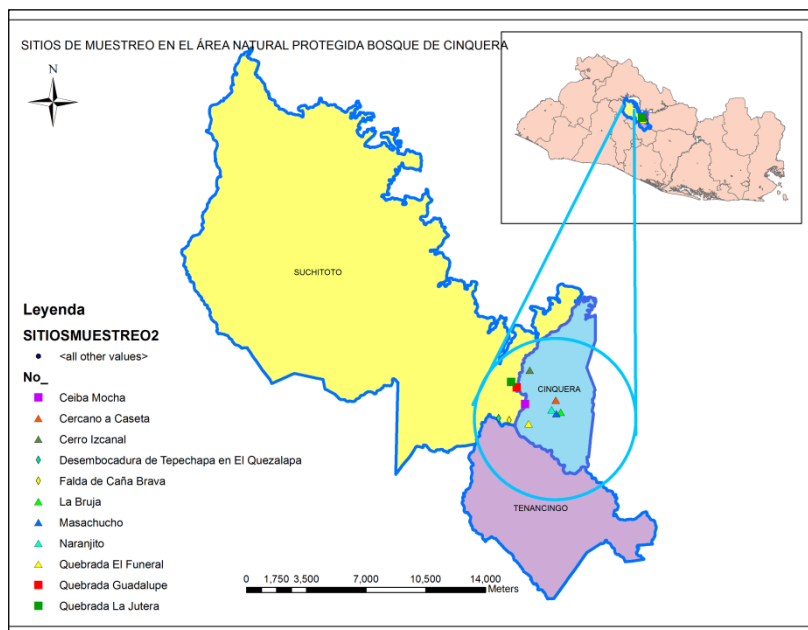 SITIOS DE MUESTREO EN EL ÁREA NATURAL PROTEGIDA BOSQUE DE CINQUERA
N
SUCHITOTO
CINQUERA
TENANCINGO
Leyenda
SITIOSMUESTREO2
<all other values>
No_
Ceiba Mocha
Cercano a Caseta
Cerro Izcanal
Desembocadura de Tepechapa en El Quezalapa
Falda de Caña Brava
La Bruja
Masachucho
Naranjito
Quebrada El Funeral
Quebrada Guadalupe
Quebrada La Jutera
0 1,750 3,500 7,000 10,500 14,000
Meters